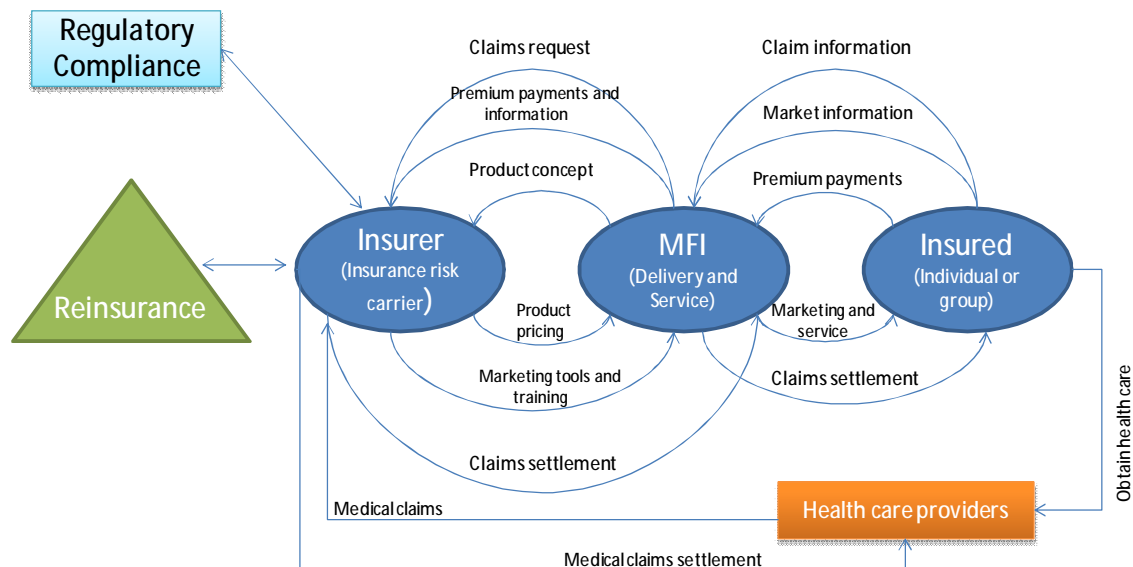 Regulatory
Compliance
Claims request
Claim information
Premium payments and
information
Market information
Product concept
Premium payments
Insurer
(Insurance risk
carrier)
MFI
(Delivery and
Service)
Insured
(Individual or
group)
Reinsurance
Product
pricing
Marketing and
service
Marketing tools and
training
Claims settlement
Claims settlement
Obtain health care
Medical claims
Health care providers
Medical claims settlement